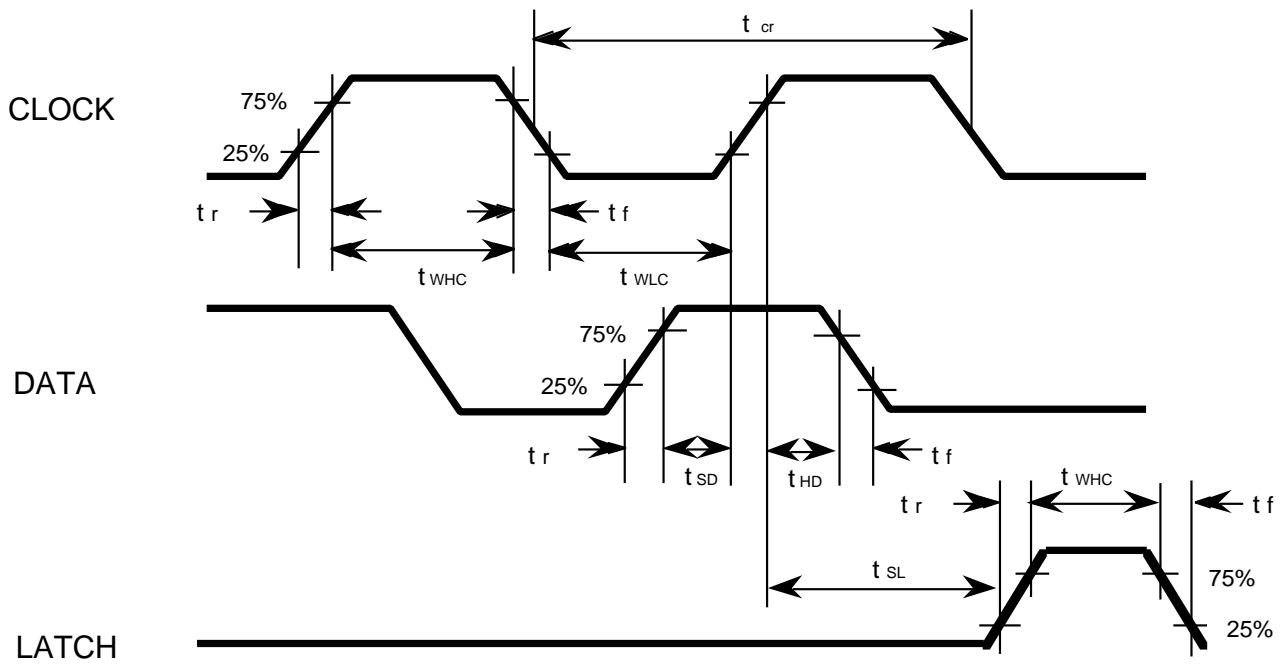 t cr
CLOCK
75%
25%
t r
t f
t WHC
t WLC
DATA
75%
25%
t r
t SD
t HD
t f
t r
t WHC
t f
t SL
75%
25%
LATCH